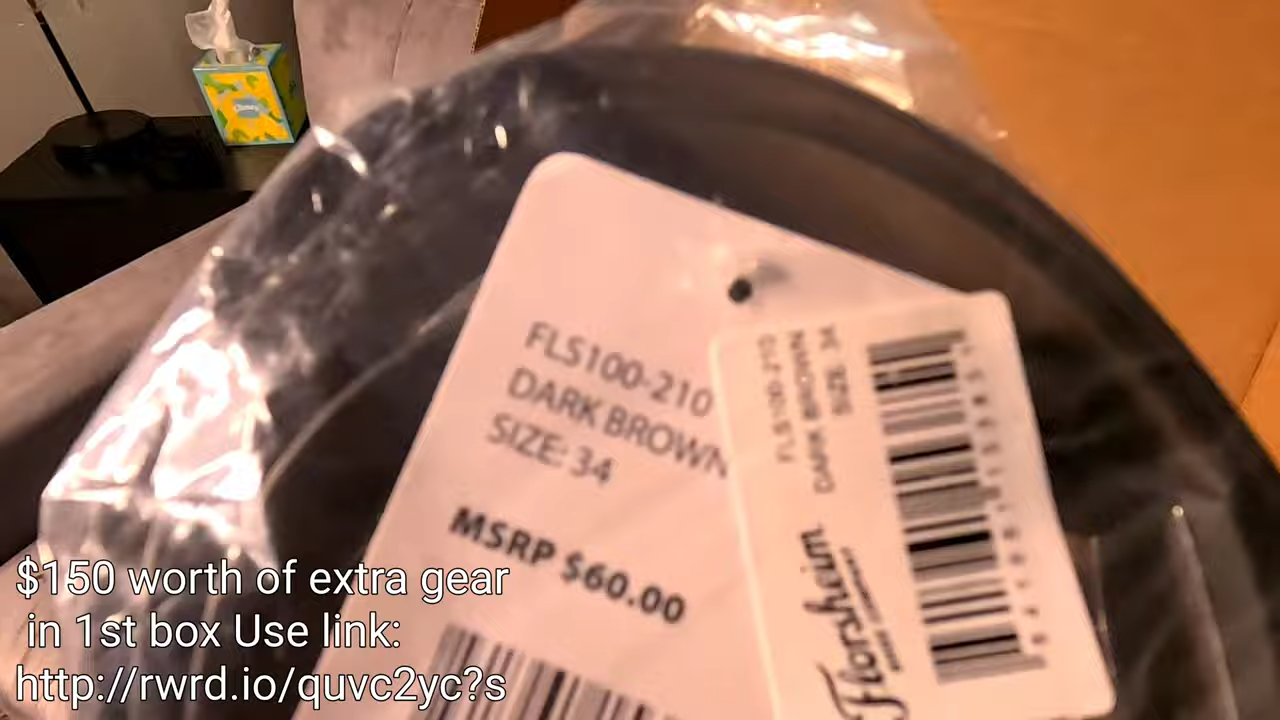 FLS100-210
DARK BROWN
SIZE: 34
MSRP $60.00
FLS100-210
DARK BROWN
SIZE: 34
Florsheim
$150 worth of extra gear
in 1st box Use link:
http://rwrd.io/quvc2yc?s